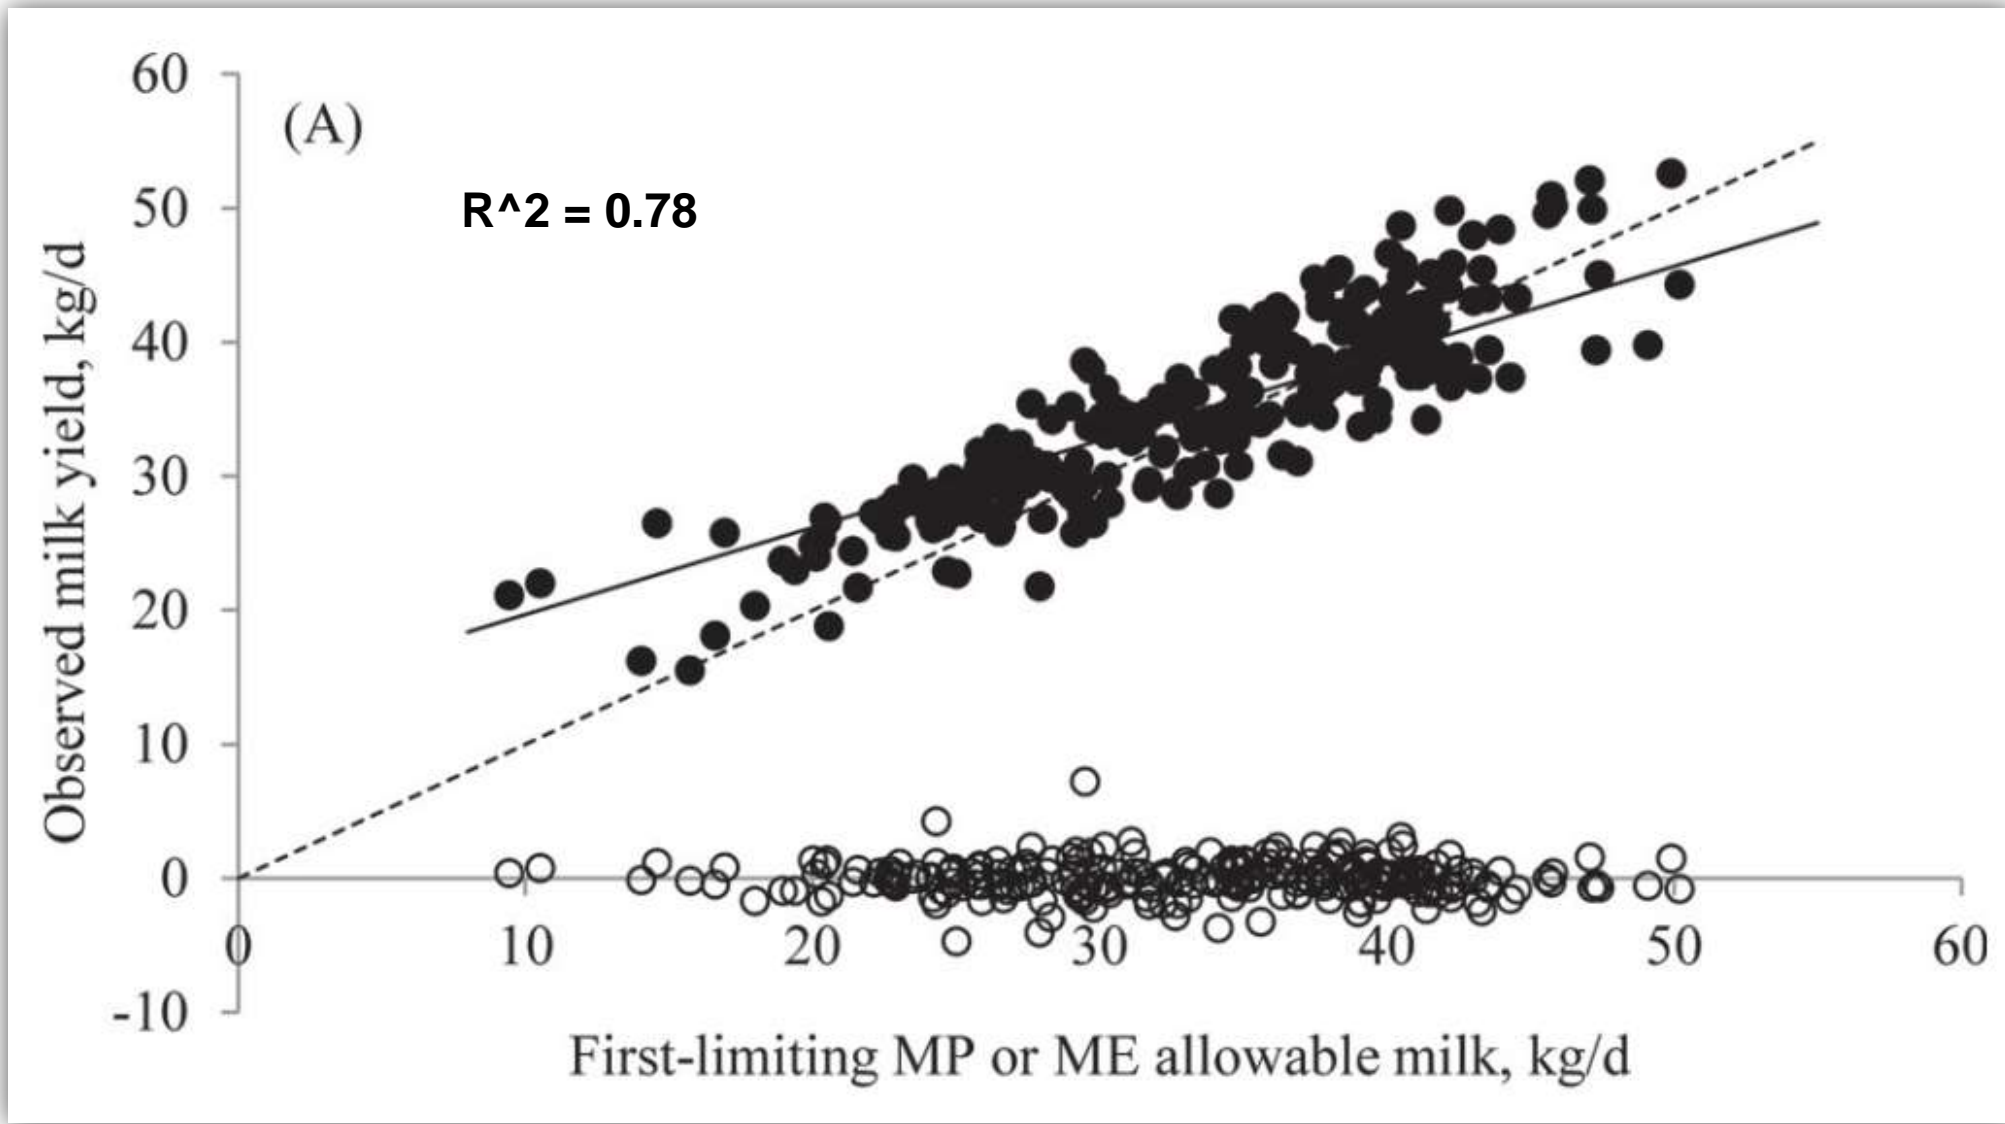 60
(A)
50
R^2 = 0.78
40
30
20
10
0
-10
Observed milk yield, kg/d
0 10 20 30 40 50 60
First-limiting MP or ME allowable milk, kg/d